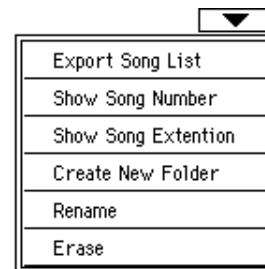 Export Song List
Show Song Number
Show Song Extention
Create New Folder
Rename
Erase